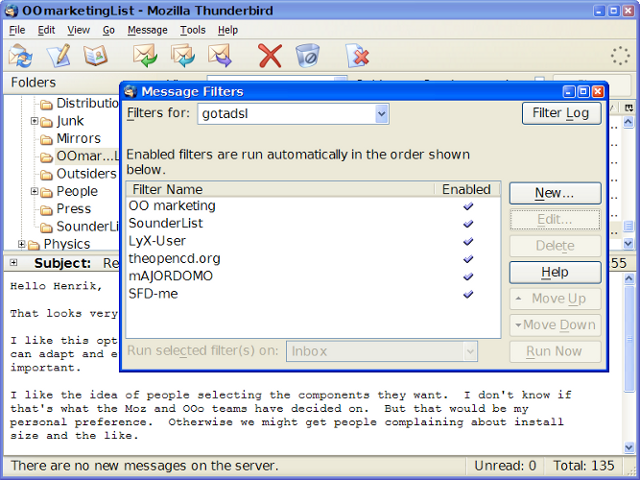 OOmarketingList - Mozilla Thunderbird
File Edit View Go Message Tools Help
Folders
Distributio
Junk
Mirrors
OOmar...L
Outsiders
People
Press
SounderLi
Physics
Message Filters
Filters for: gotadsl
Filter Log
Enabled filters are run automatically in the order shown
below.
Filter Name Enabled
OO marketing
SounderList
LyX-User
theopencd.org
mAJORDOMO
SFD-me
New...
Edit...
Delete
Help
Move Up
Move Down
Run selected filter(s) on: Inbox
Run Now
Subject: Re
55
Hello Henrik,
That looks very
I like this opt
can adapt and e
important.
I like the idea of people selecting the components they want. I don't know if
that's what the Moz and OOo teams have decided on. But that would be my
personal preference. Otherwise we might get people complaining about install
size and the like.
There are no new messages on the server. Unread: 0 Total: 135